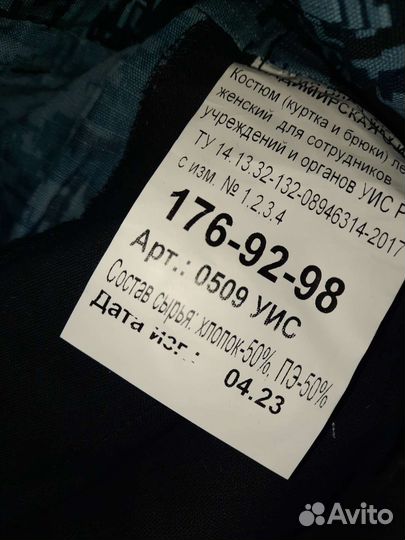 Костюм (куртка и брюки)
женский для сотрудников
учреждений и органов УИС
ТУ 14.13.32-132-08946314-2017
с изм. № 1.2.3.4
176-92-98
Арт.: 0509 УИС
Состав сырья: хлопок-50%. ПЭ-50%
Дата изг.:
04.23
Avito